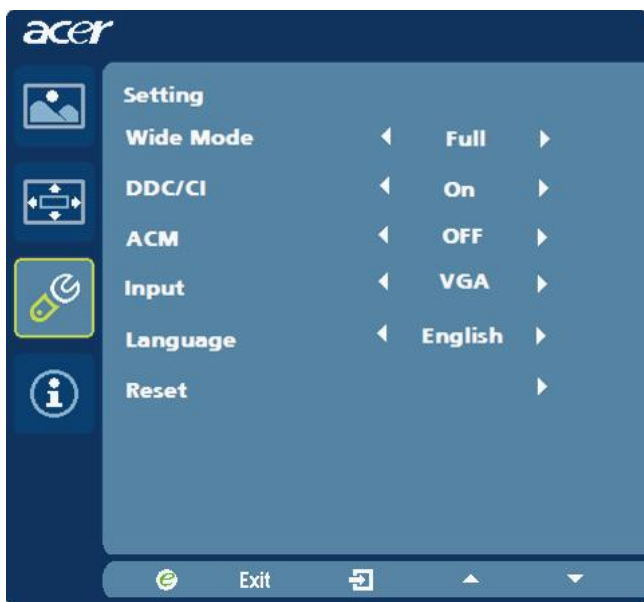 acer
Setting
Wide Mode Full
DDC/CI On
ACM OFF
Input VGA
Language English
Reset
e Exit